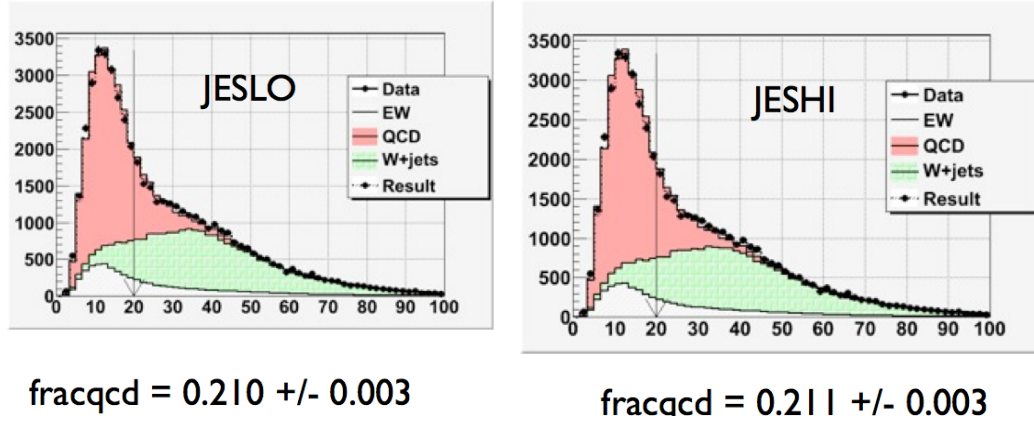 JESLO
3500
3000
2500
2000
1500
1000
500
0
0 10 20 30 40 50 60 70 80 90 100
Data
EW
QCD
W+jets
Result
fracqcd = 0.210 +/- 0.003
JESHI
3500
3000
2500
2000
1500
1000
500
0
0 10 20 30 40 50 60 70 80 90 100
Data
EW
QCD
W+jets
Result
fracqcd = 0.211 +/- 0.003